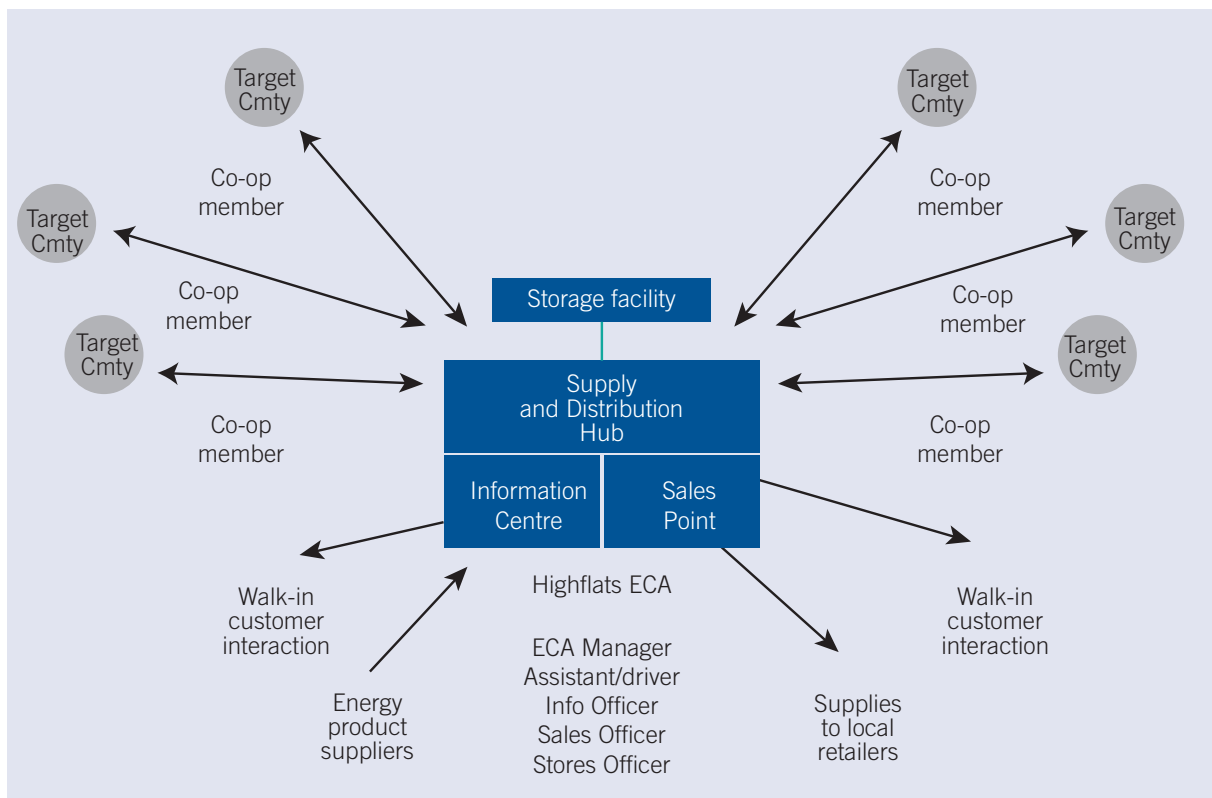 Target
Cmty
Target
Cmty
Co-op
member
Co-op
member
Target
Cmty
Target
Cmty
Co-op
member
Co-op
member
Storage facility
Target
Cmty
Target
Cmty
Supply
and Distribution
Hub
Co-op
member
Co-op
member
Information
Centre
Sales
Point
Highflats ECA
Walk-in
customer
interaction
Walk-in
customer
interaction
ECA Manager
Assistant/driver
Info Officer
Sales Officer
Stores Officer
Energy
product
suppliers
Supplies
to local
retailers